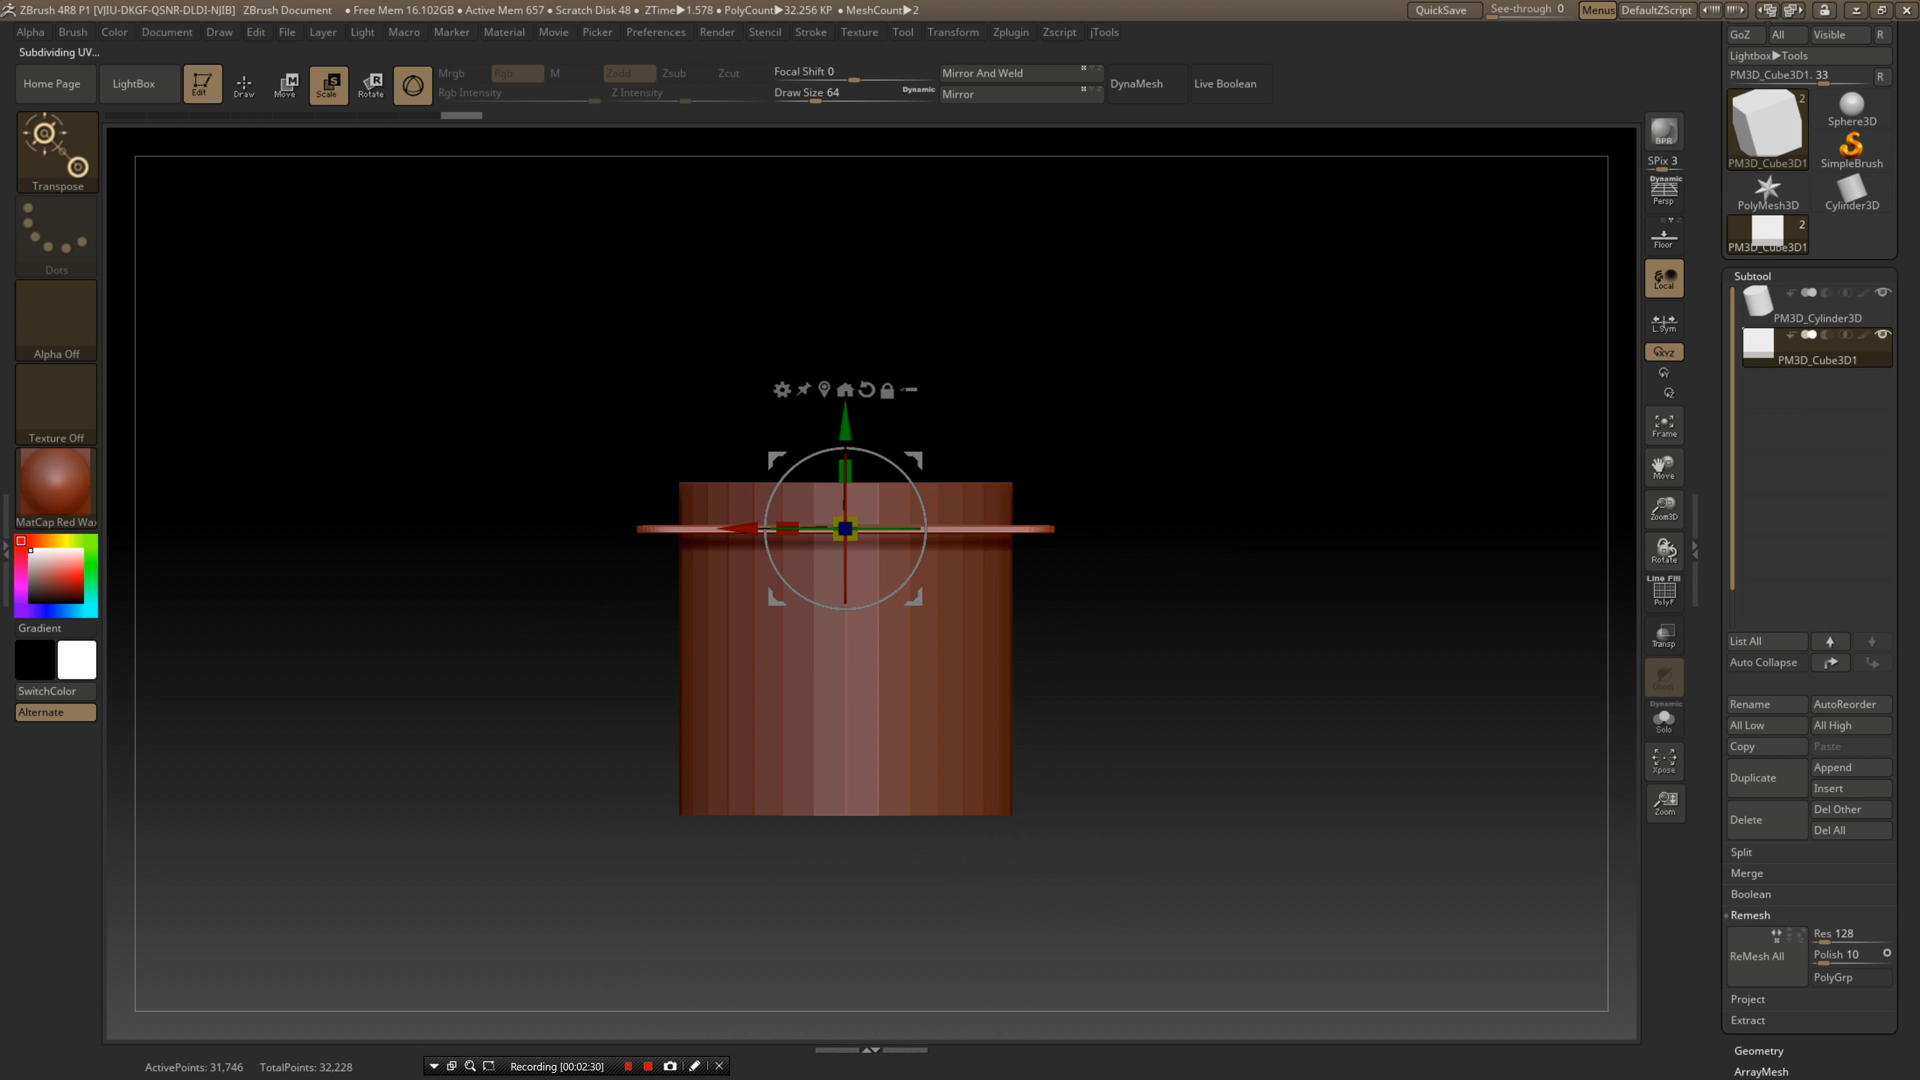 ZBrush 4R8 P1 [VJIU-DKGF-QSNR-DLDI-NJIB] ZBrush Document ● Free Mem 16.102GB ● Active Mem 657 ● Scratch Disk 48 ● ZTime▶1.578 ● PolyCount▶32.256 KP ● MeshCount▶2 QuickSave See-through 0 Menus DefaultZScript
Alpha Brush Color Document Draw Edit File Layer Light Macro Marker Material Movie Picker Preferences Render Stencil Stroke Texture Tool Transform Zplugin Zscript jTools
Subdividing UV...
Home Page LightBox Edit Draw Move Scale Rotate
Mrgb Rgb M Zadd Zsub Zcut
Rgb Intensity Z Intensity
Focal Shift 0
Draw Size 64 Dynamic
Mirror And Weld
Mirror
DynaMesh Live Boolean
Transpose
Dots
Alpha Off
Texture Off
MatCap Red Wax
Gradient
SwitchColor
Alternate
BPR
SPix 3
Dynamic
Persp
Floor
Local
L.Sym
XYZ
Y
Z
Frame
Move
Zoom3D
Rotate
Line Fill
PolyF
Transp
Ghost
Dynamic
Solo
Xpose
Zoom
GoZ All Visible R
Lightbox▶Tools
PM3D_Cube3D1. 33 R
2
PM3D_Cube3D1
Sphere3D
SimpleBrush
PolyMesh3D
Cylinder3D
2
PM3D_Cube3D1
Subtool
PM3D_Cylinder3D
PM3D_Cube3D1
List All
Auto Collapse
Rename AutoReorder
All Low All High
Copy Paste
Duplicate Append
Insert
Delete Del Other
Del All
Split
Merge
Boolean
Remesh
ReMesh All
Res 128
Polish 10
PolyGrp
Project
Extract
Geometry
ArrayMesh
ActivePoints: 31,746 TotalPoints: 32,228
Recording [00:02:30]